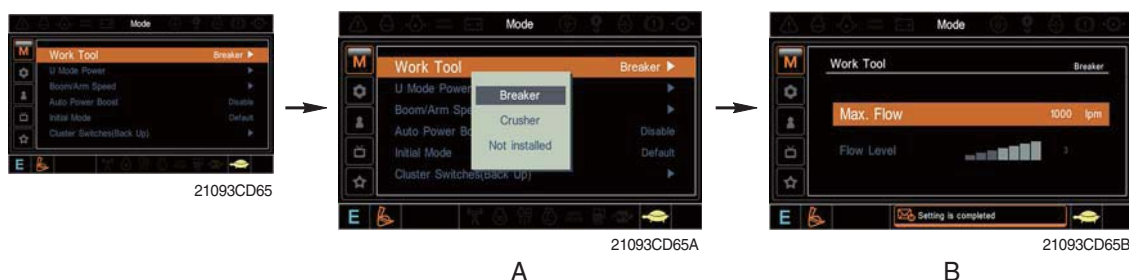 Mode
M
Work Tool Breaker ▶
U Mode Power ▶
Boom/Arm Speed ▶
Auto Power Boost Disable
Initial Mode Default
Cluster Switches(Back Up) ▶
E
21093CD65
Mode
M
Work Tool Breaker ▶
U Mode Power ▶
Boom/Arm Spe ▶
Auto Power Bo Disable
Initial Mode Default
Cluster Switches(Back Up) ▶
Breaker
Crusher
Not installed
E
21093CD65A
A
Mode
M
Work Tool Breaker
Max. Flow 1000 lpm
Flow Level 3
E
Setting is completed
21093CD65B
B